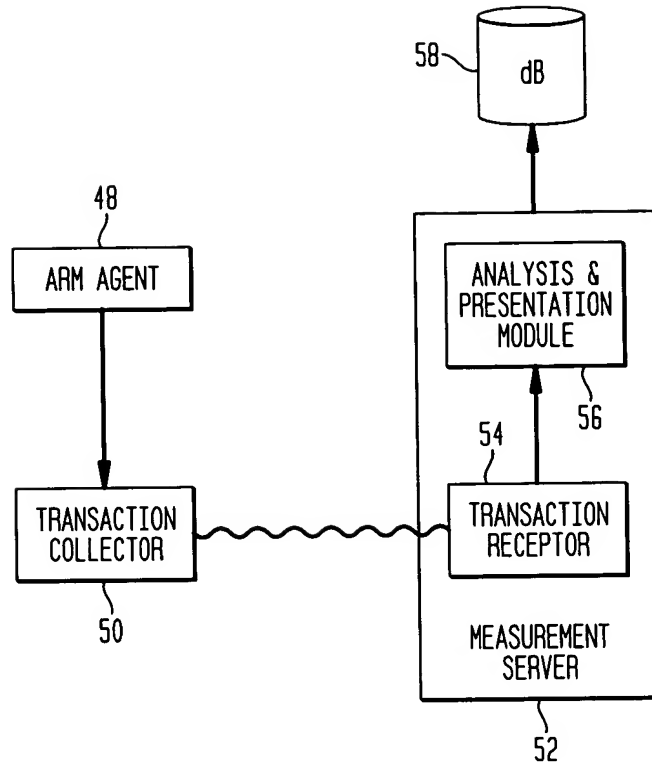 58
dB
48
ARM AGENT
ANALYSIS &
PRESENTATION
MODULE
56
54
TRANSACTION
COLLECTOR
TRANSACTION
RECEPTOR
50
MEASUREMENT
SERVER
52